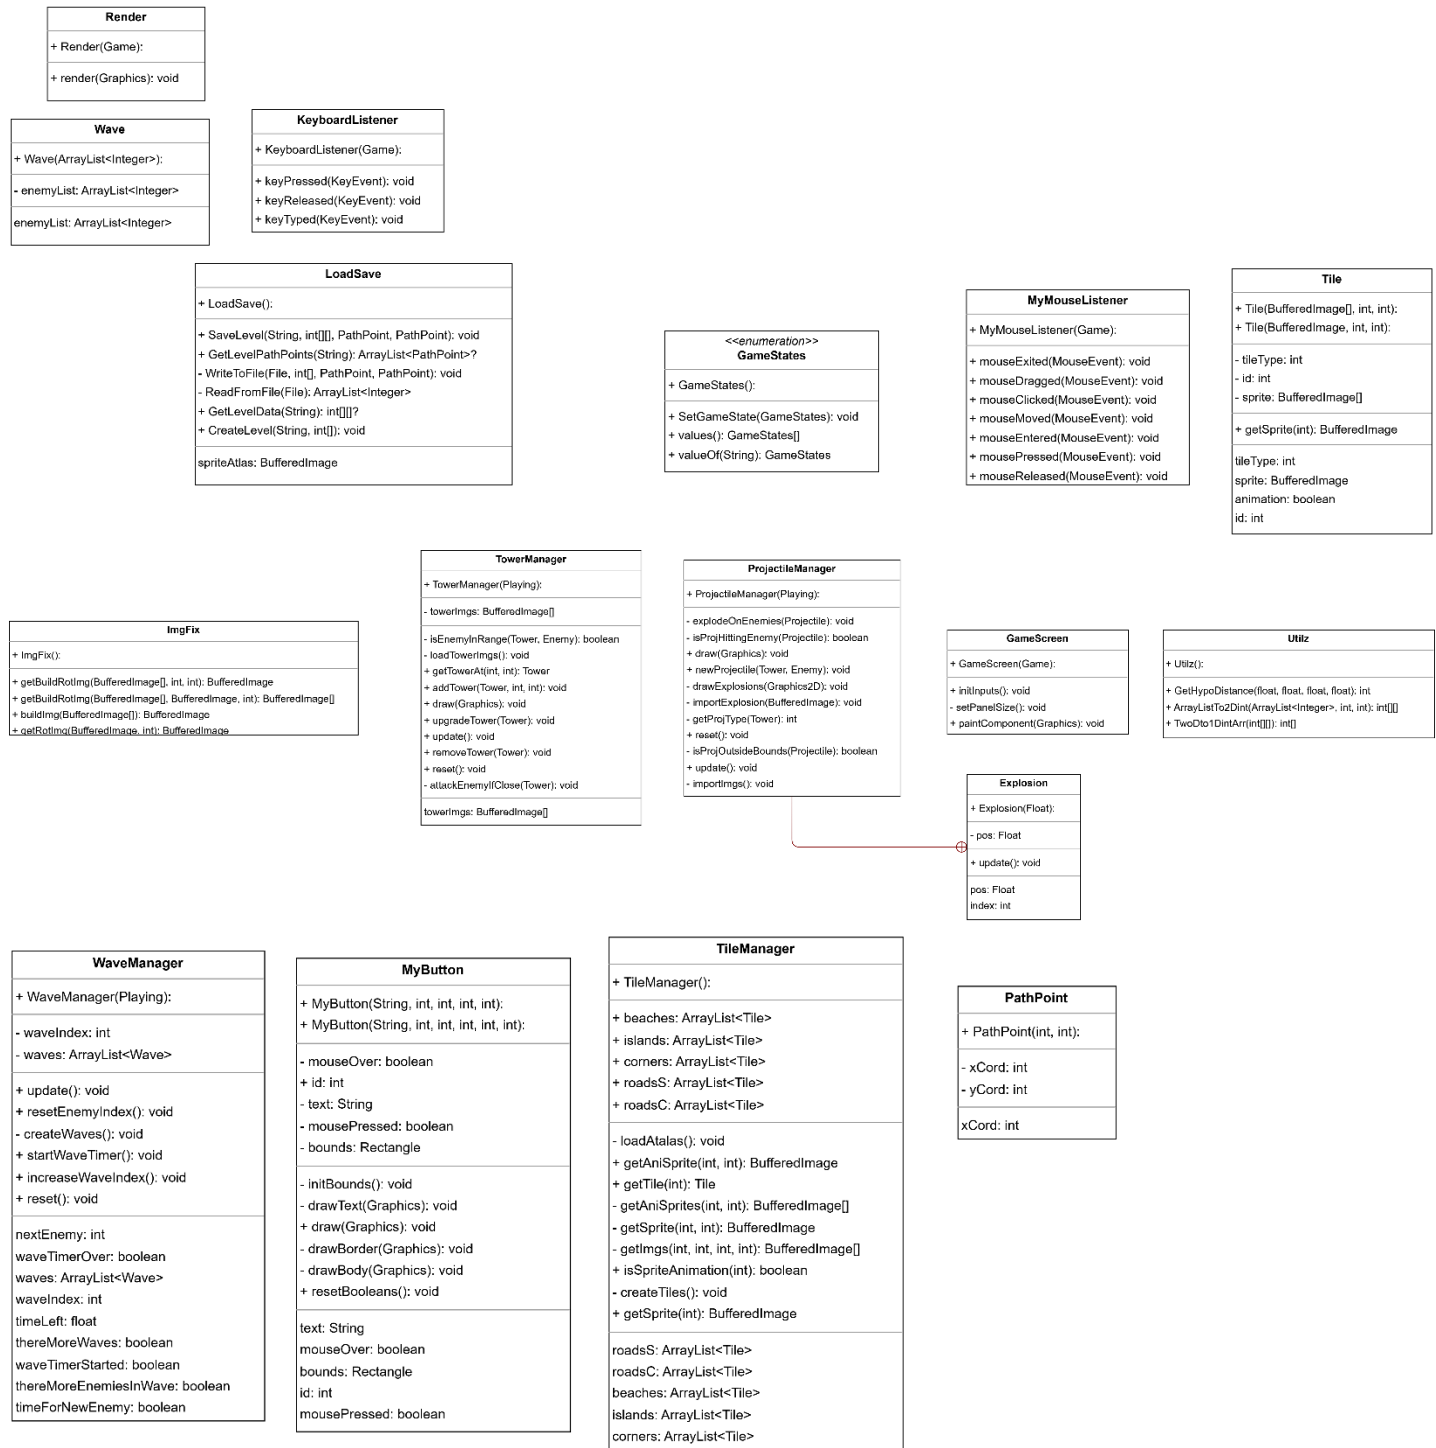 Render
+ Render(Game):
+ render(Graphics): void
Wave
+ Wave(ArrayList<Integer>):
- enemyList: ArrayList<Integer>
enemyList: ArrayList<Integer>
KeyboardListener
+ KeyboardListener(Game):
+ keyPressed(KeyEvent): void
+ keyReleased(KeyEvent): void
+ keyTyped(KeyEvent): void
LoadSave
+ LoadSave():
+ SaveLevel(String, int[][], PathPoint, PathPoint): void
+ GetLevelPathPoints(String): ArrayList<PathPoint>?
- WriteToFile(File, int[], PathPoint, PathPoint): void
- ReadFromFile(File): ArrayList<Integer>
+ GetLevelData(String): int[][]?
+ CreateLevel(String, int[]): void
spriteAtlas: BufferedImage
<<enumeration>>
GameStates
+ GameStates():
+ SetGameState(GameStates): void
+ values(): GameStates[]
+ valueOf(String): GameStates
MyMouseListener
+ MyMouseListener(Game):
+ mouseExited(MouseEvent): void
+ mouseDragged(MouseEvent): void
+ mouseClicked(MouseEvent): void
+ mouseMoved(MouseEvent): void
+ mouseEntered(MouseEvent): void
+ mousePressed(MouseEvent): void
+ mouseReleased(MouseEvent): void
Tile
+ Tile(BufferedImage[], int, int):
+ Tile(BufferedImage, int, int):
- tileType: int
- id: int
- sprite: BufferedImage[]
+ getSprite(int): BufferedImage
tileType: int
sprite: BufferedImage
animation: boolean
id: int
ImgFix
+ ImgFix():
+ getBuildRotImg(BufferedImage[], int, int): BufferedImage
+ getBuildRotImg(BufferedImage[], BufferedImage, int): BufferedImage[]
+ buildImg(BufferedImage[]): BufferedImage
+ getRotImg(BufferedImage, int): BufferedImage
TowerManager
+ TowerManager(Playing):
- towerImgs: BufferedImage[]
- isEnemyInRange(Tower, Enemy): boolean
- loadTowerImgs(): void
+ getTowerAt(int, int): Tower
+ addTower(Tower, int, int): void
+ draw(Graphics): void
+ upgradeTower(Tower): void
+ update(): void
+ removeTower(Tower): void
+ reset(): void
- attackEnemyIfClose(Tower): void
towerImgs: BufferedImage[]
ProjectileManager
+ ProjectileManager(Playing):
- explodeOnEnemies(Projectile): void
- isProjHittingEnemy(Projectile): boolean
+ draw(Graphics): void
+ newProjectile(Tower, Enemy): void
- drawExplosions(Graphics2D): void
- importExplosion(BufferedImage): void
- getProjType(Tower): int
+ reset(): void
- isProjOutsideBounds(Projectile): boolean
+ update(): void
- importImgs(): void
GameScreen
+ GameScreen(Game):
+ initInputs(): void
- setPanelSize(): void
+ paintComponent(Graphics): void
Utilz
+ Utilz():
+ GetHypoDistance(float, float, float, float): int
+ ArrayListTo2Dint(ArrayList<Integer>, int, int): int[][]
+ TwoDto1DintArr(int[][]): int[]
Explosion
+ Explosion(Float):
- pos: Float
+ update(): void
pos: Float
index: int
WaveManager
+ WaveManager(Playing):
- waveIndex: int
- waves: ArrayList<Wave>
+ update(): void
+ resetEnemyIndex(): void
- createWaves(): void
+ startWaveTimer(): void
+ increaseWaveIndex(): void
+ reset(): void
nextEnemy: int
waveTimerOver: boolean
waves: ArrayList<Wave>
waveIndex: int
timeLeft: float
thereMoreWaves: boolean
waveTimerStarted: boolean
thereMoreEnemiesInWave: boolean
timeForNewEnemy: boolean
MyButton
+ MyButton(String, int, int, int, int):
+ MyButton(String, int, int, int, int, int):
- mouseOver: boolean
+ id: int
- text: String
- mousePressed: boolean
- bounds: Rectangle
- initBounds(): void
- drawText(Graphics): void
+ draw(Graphics): void
- drawBorder(Graphics): void
- drawBody(Graphics): void
+ resetBooleans(): void
text: String
mouseOver: boolean
bounds: Rectangle
id: int
mousePressed: boolean
TileManager
+ TileManager():
+ beaches: ArrayList<Tile>
+ islands: ArrayList<Tile>
+ corners: ArrayList<Tile>
+ roadsS: ArrayList<Tile>
+ roadsC: ArrayList<Tile>
- loadAtalas(): void
+ getAniSprite(int, int): BufferedImage
+ getTile(int): Tile
- getAniSprites(int, int): BufferedImage[]
- getSprite(int, int): BufferedImage
- getImgs(int, int, int, int): BufferedImage[]
+ isSpriteAnimation(int): boolean
- createTiles(): void
+ getSprite(int): BufferedImage
roadsS: ArrayList<Tile>
roadsC: ArrayList<Tile>
beaches: ArrayList<Tile>
islands: ArrayList<Tile>
corners: ArrayList<Tile>
PathPoint
+ PathPoint(int, int):
- xCord: int
- yCord: int
xCord: int